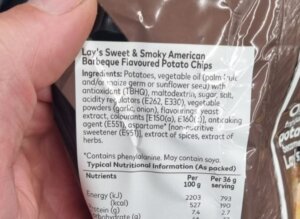 Lay's Sweet & Smoky American
Barbeque Flavoured Potato Chips
Ingredients: Potatoes, vegetable oil (palm fruit
and/or maize germ or sunflower seed) with
antioxidant (TBHQ), maltodextrin, sugar, salt,
acidity regulators (E262, E330), vegetable
powders (garlic, onion), flavourings, yeast
extract, colourants [E150(a), E160(c)], anticaking
agent (E551), aspartame* [non-nutritive
sweetener (E951)], extract of spices, extract of
herbs.
*Contains phenylalanine. May contain soya.
Typical Nutritional Information (As packed)
Nutrients Per 100 g Per 36 g serving
Energy (kJ) 2203 793
(kcal) 527 190
(g) 7.4 2.7
(g)